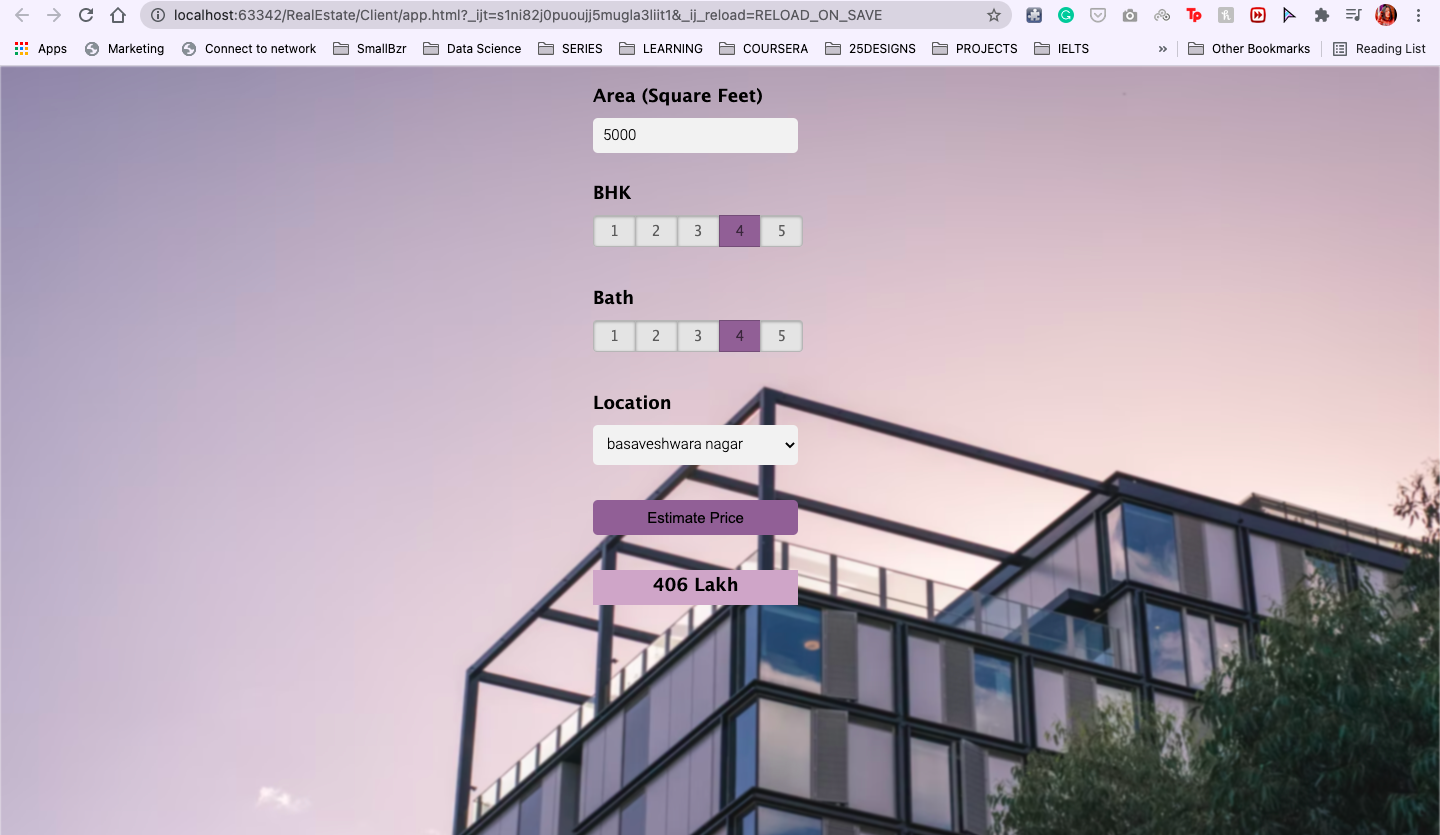 localhost:63342/RealEstate/Client/app.html?_ijt=s1ni82j0puoujj5mugla3liit1&_ij_reload=RELOAD_ON_SAVE
Apps Marketing Connect to network SmallBzr Data Science SERIES LEARNING COURSERA 25DESIGNS PROJECTS IELTS » Other Bookmarks Reading List
Area (Square Feet)
5000
BHK
1 2 3 4 5
Bath
1 2 3 4 5
Location
basaveshwara nagar
Estimate Price
406 Lakh